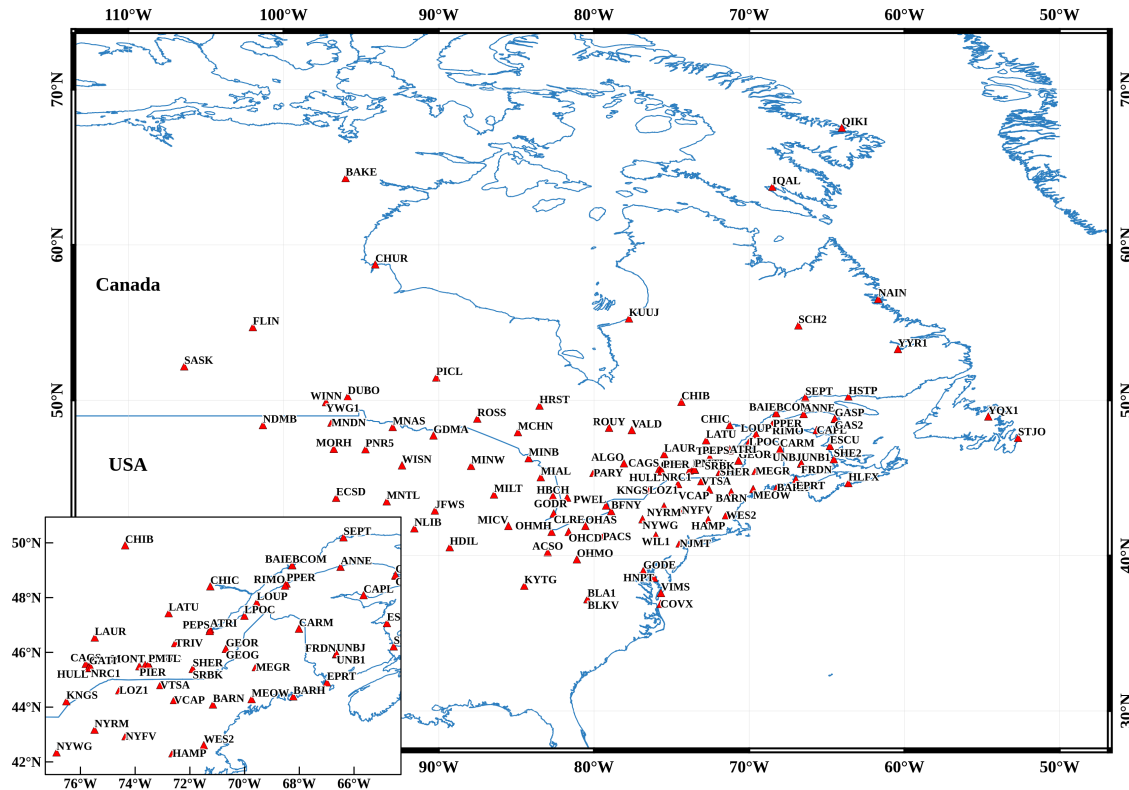 110°W 100°W 90°W 80°W 70°W 60°W 50°W
70°N 70°N
QIKI
BAKE
IQAL
60°N 60°N
CHUR
Canada
NAIN
KUUJ
FLIN SCH2
YYR1
SASK
PICL
50°N 50°N
WINN DUBO HRST CHIB SEPT HSTP
YWG1 BAIEBCOM ANNE GASP YQX1
NDMB MNDN MNAS ROSS ROUY VALD CHIC PPER GAS2
GDMA MCHN LATU LOUP RIMO CAPL STJO
MORH PNR5 LPOC CARM ESCU
USA WISN MINW MINB ALGO CAGS LAUR PIER PEPS ATRI GEOR UNBJ UNB1 SHE2
MIAL PARY HULL NRC1 SRBK SHER MEGR FRDN HLFX
ECSD MNTL MILT HBCH PWEL KNGS LOZ1 VTSA EPRT
JFWS GODR BFNY VCAP BARN MEOW
NLIB MICV OHMH CLRE OHAS NYRM NYFV WES2
OHCD PACS NYWG HAMP
HDIL ACSO OHMO WIL1 NJMT
40°N
KYTG GODE
HNPT VIMS
BLA1 COVX
BLKV
30°N
90°W 80°W 70°W 60°W 50°W
50°N SEPT
CHIB
BAIEBCOM ANNE
48°N CHIC RIMO PPER CAPL
LOUP
LATU LPOC
LAUR PEPS ATRI CARM
46°N TRIV GEOR FRDN UNBJ
GEOG UNB1
PIER SHER MEGR
HULL NRC1 SRBK
44°N KNGS LOZ1 VTSA EPRT
VCAP BARN MEOW BARH
NYRM NYFV
42°N NYWG HAMP WES2
76°W 74°W 72°W 70°W 68°W 66°W